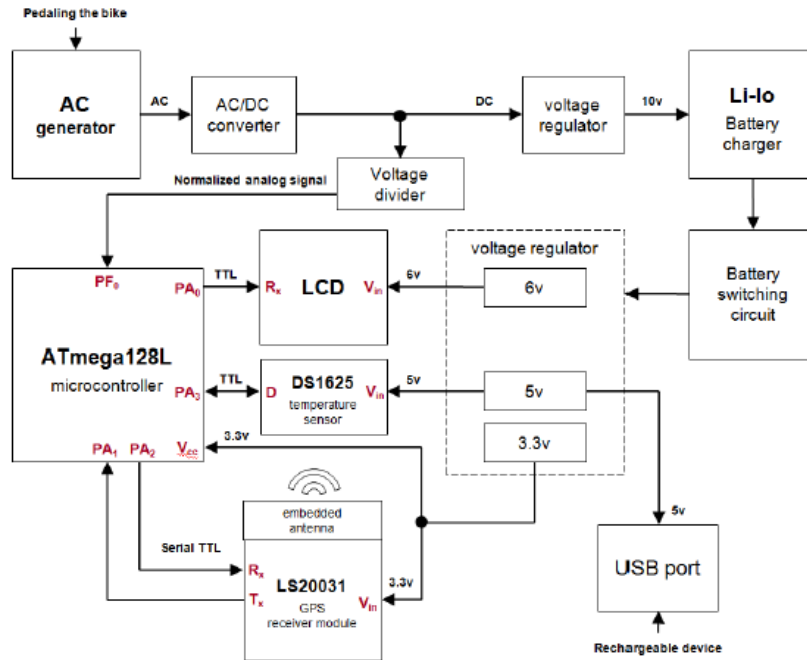 Pedaling the bike
AC
generator
AC
AC/DC
converter
DC
voltage
regulator
10v
Li-Io
Battery
charger
Normalized analog signal
Voltage
divider
voltage regulator
6v
5v
3.3v
Battery
switching
circuit
PF0
PA0
TTL
Rx
LCD
Vin
6v
ATmega128L
microcontroller
PA3
TTL
D
DS1625
temperature
sensor
Vin
5v
PA1
PA2
Vcc
3.3v
embedded
antenna
Serial TTL
Rx
Tx
LS20031
GPS
receiver module
Vin
3.3v
5v
USB port
Rechargeable device